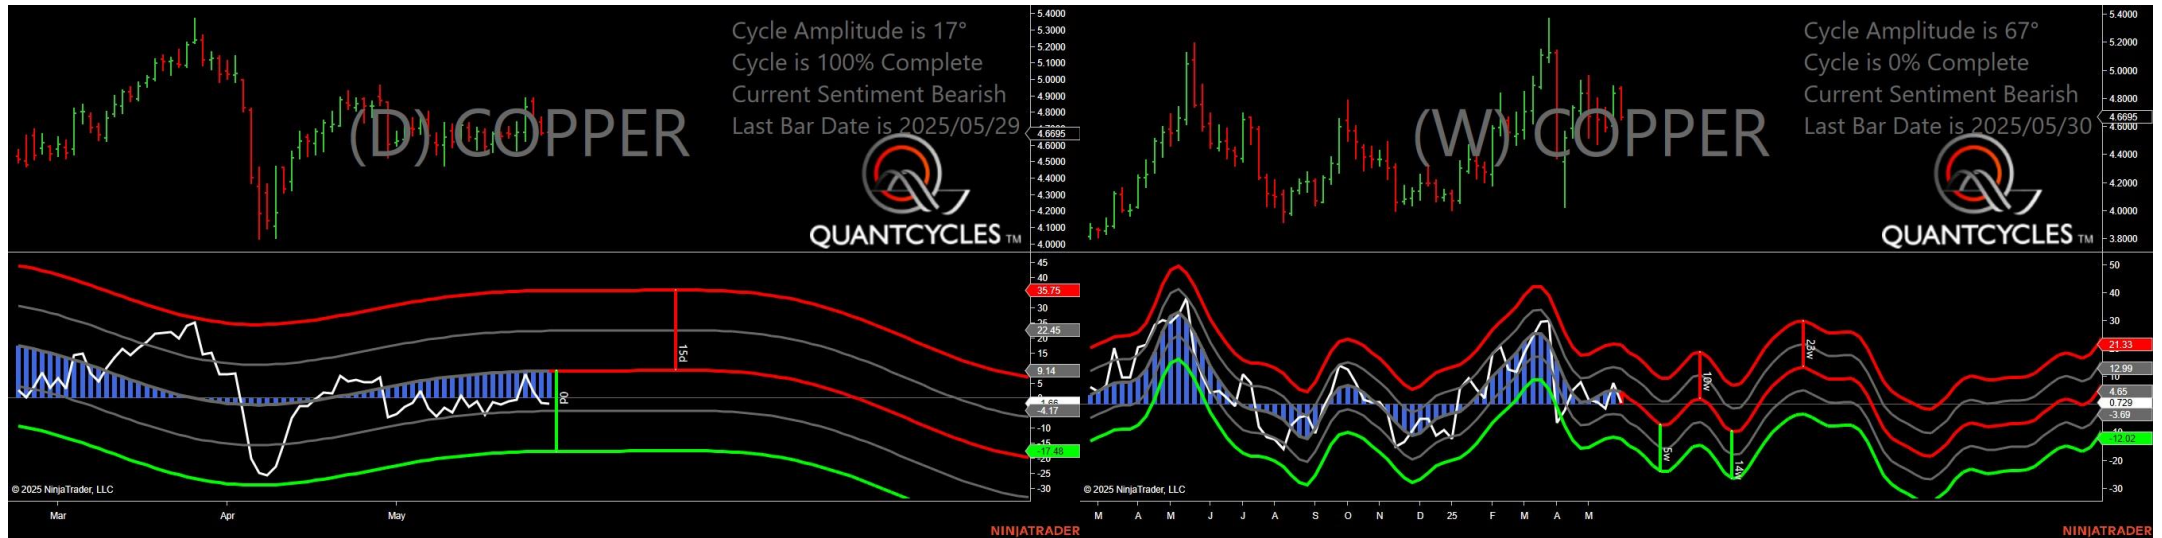 Cycle Amplitude is 17°
Cycle is 100% Complete
Current Sentiment Bearish
Last Bar Date is 2025/05/29
(D) COPPER
QUANTCYCLES TM
5.4000
5.3000
5.2000
5.1000
5.0000
4.9000
4.8000
4.6695
4.6000
4.5000
4.4000
4.3000
4.2000
4.1000
4.0000
45
40
35.75
30
25
22.45
20
15
9.14
5
-1.66
-4.17
-10
-15
-17.48
-20
-25
-30
15d
0d
© 2025 NinjaTrader, LLC
Mar
Apr
May
NINJATRADER
Cycle Amplitude is 67°
Cycle is 0% Complete
Current Sentiment Bearish
Last Bar Date is 2025/05/30
(W) COPPER
QUANTCYCLES TM
5.4000
5.2000
5.0000
4.8000
4.6695
4.6000
4.4000
4.2000
4.0000
3.8000
50
40
30
21.33
12.99
10
4.65
0.729
-3.69
-12.02
-20
-30
10w
23w
5w
14w
© 2025 NinjaTrader, LLC
M A M J J A S O N D 25 F M A M
NINJATRADER